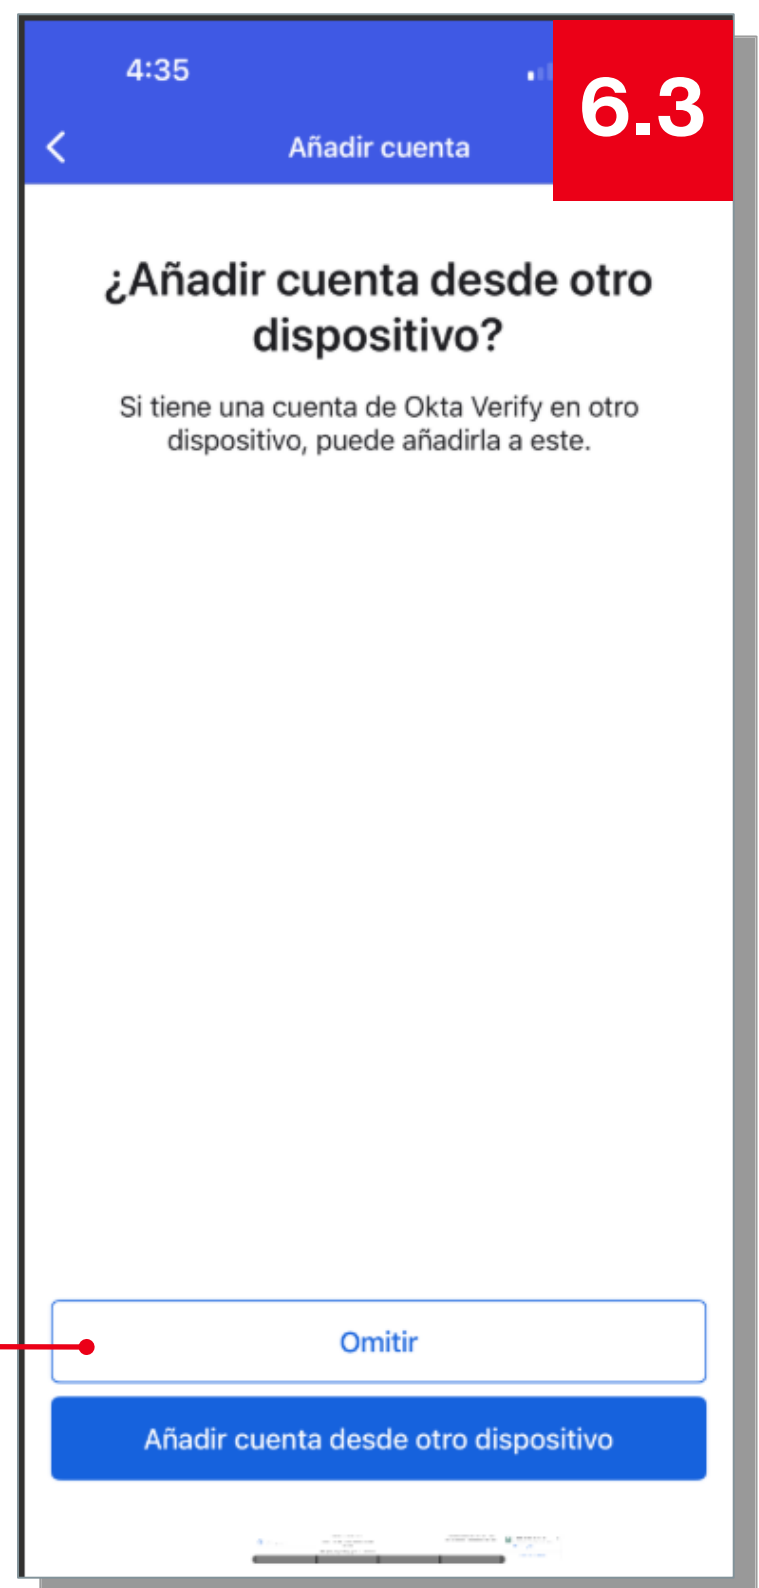 4:35
6.3
Añadir cuenta
¿Añadir cuenta desde otro
dispositivo?
Si tiene una cuenta de Okta Verify en otro
dispositivo, puede añadirla a este.
Omitir
Añadir cuenta desde otro dispositivo